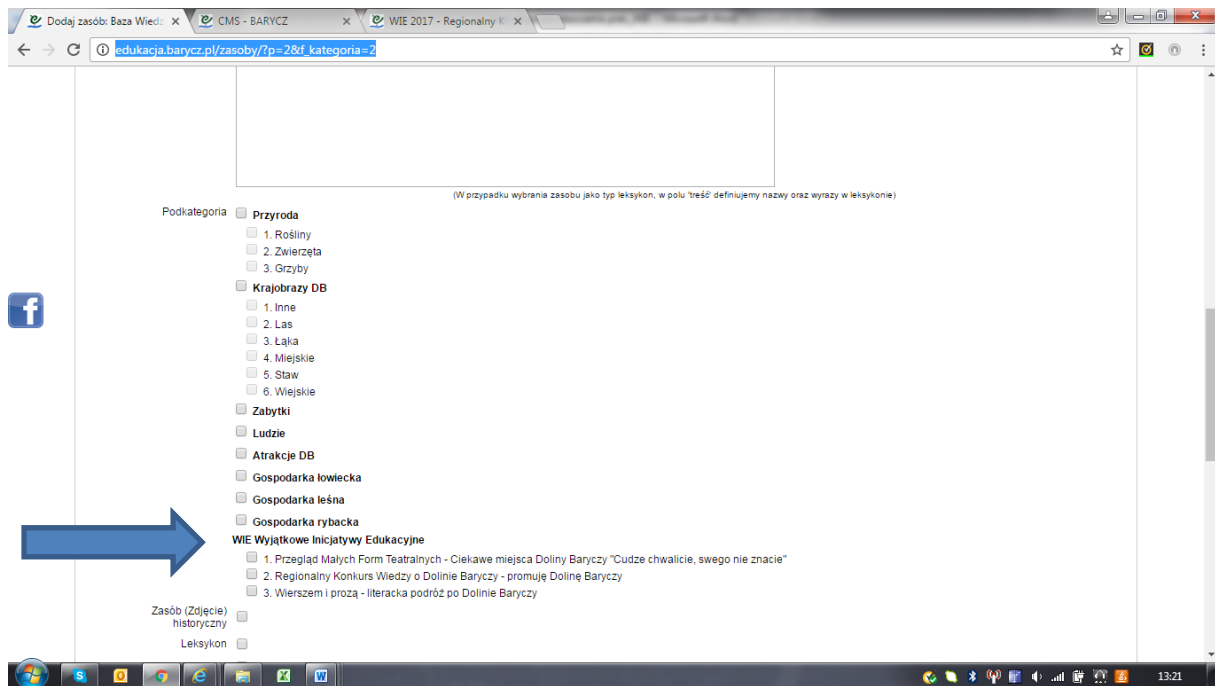 Dodaj zasób: Baza Wiedz
CMS - BARYCZ
WIE 2017 - Regionalny K
edukacja.barycz.pl/zasoby/?p=2&f_kategoria=2
(W przypadku wybrania zasobu jako typ leksykon, w polu 'treść' definiujemy nazwy oraz wyrazy w leksykonie)
Podkategoria
Przyroda
1. Rośliny
2. Zwierzęta
3. Grzyby
Krajobrazy DB
1. Inne
2. Las
3. Łąka
4. Miejskie
5. Staw
6. Wiejskie
Zabytki
Ludzie
Atrakcje DB
Gospodarka łowiecka
Gospodarka leśna
Gospodarka rybacka
WIE Wyjątkowe Inicjatywy Edukacyjne
1. Przegląd Małych Form Teatralnych - Ciekawe miejsca Doliny Baryczy "Cudze chwalicie, swego nie znacie"
2. Regionalny Konkurs Wiedzy o Dolinie Baryczy - promuję Dolinę Baryczy
3. Wierszem i prozą - literacka podróż po Dolinie Baryczy
Zasób (Zdjęcie)
historyczny
Leksykon
13:21